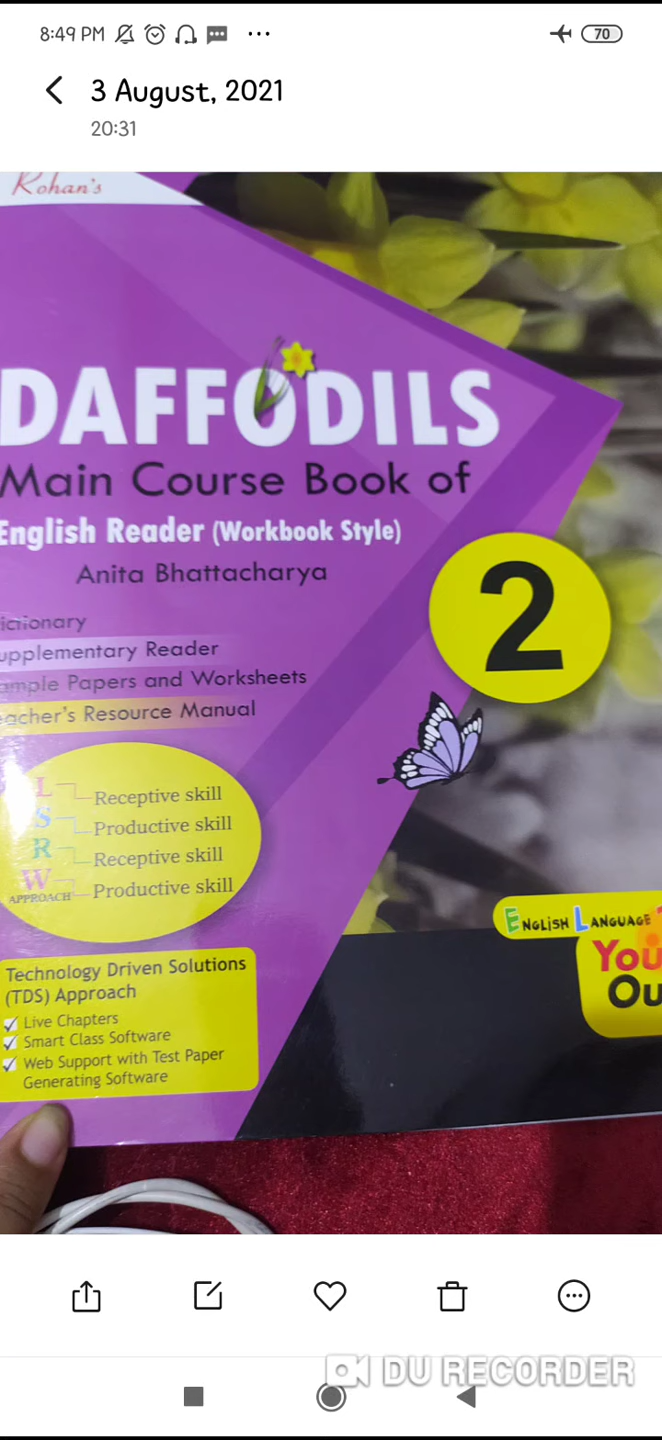 8:49 PM
70
3 August, 2021
20:31
Rohan's
DAFFODILS
Main Course Book of
English Reader (Workbook Style)
Anita Bhattacharya
2
ictionary
upplementary Reader
ample Papers and Worksheets
eacher's Resource Manual
L Receptive skill
S Productive skill
R Receptive skill
W Productive skill
APPROACH
ENGLISH LANGUAGE
You
Ou
Technology Driven Solutions
(TDS) Approach
Live Chapters
Smart Class Software
Web Support with Test Paper
Generating Software
DU RECORDER